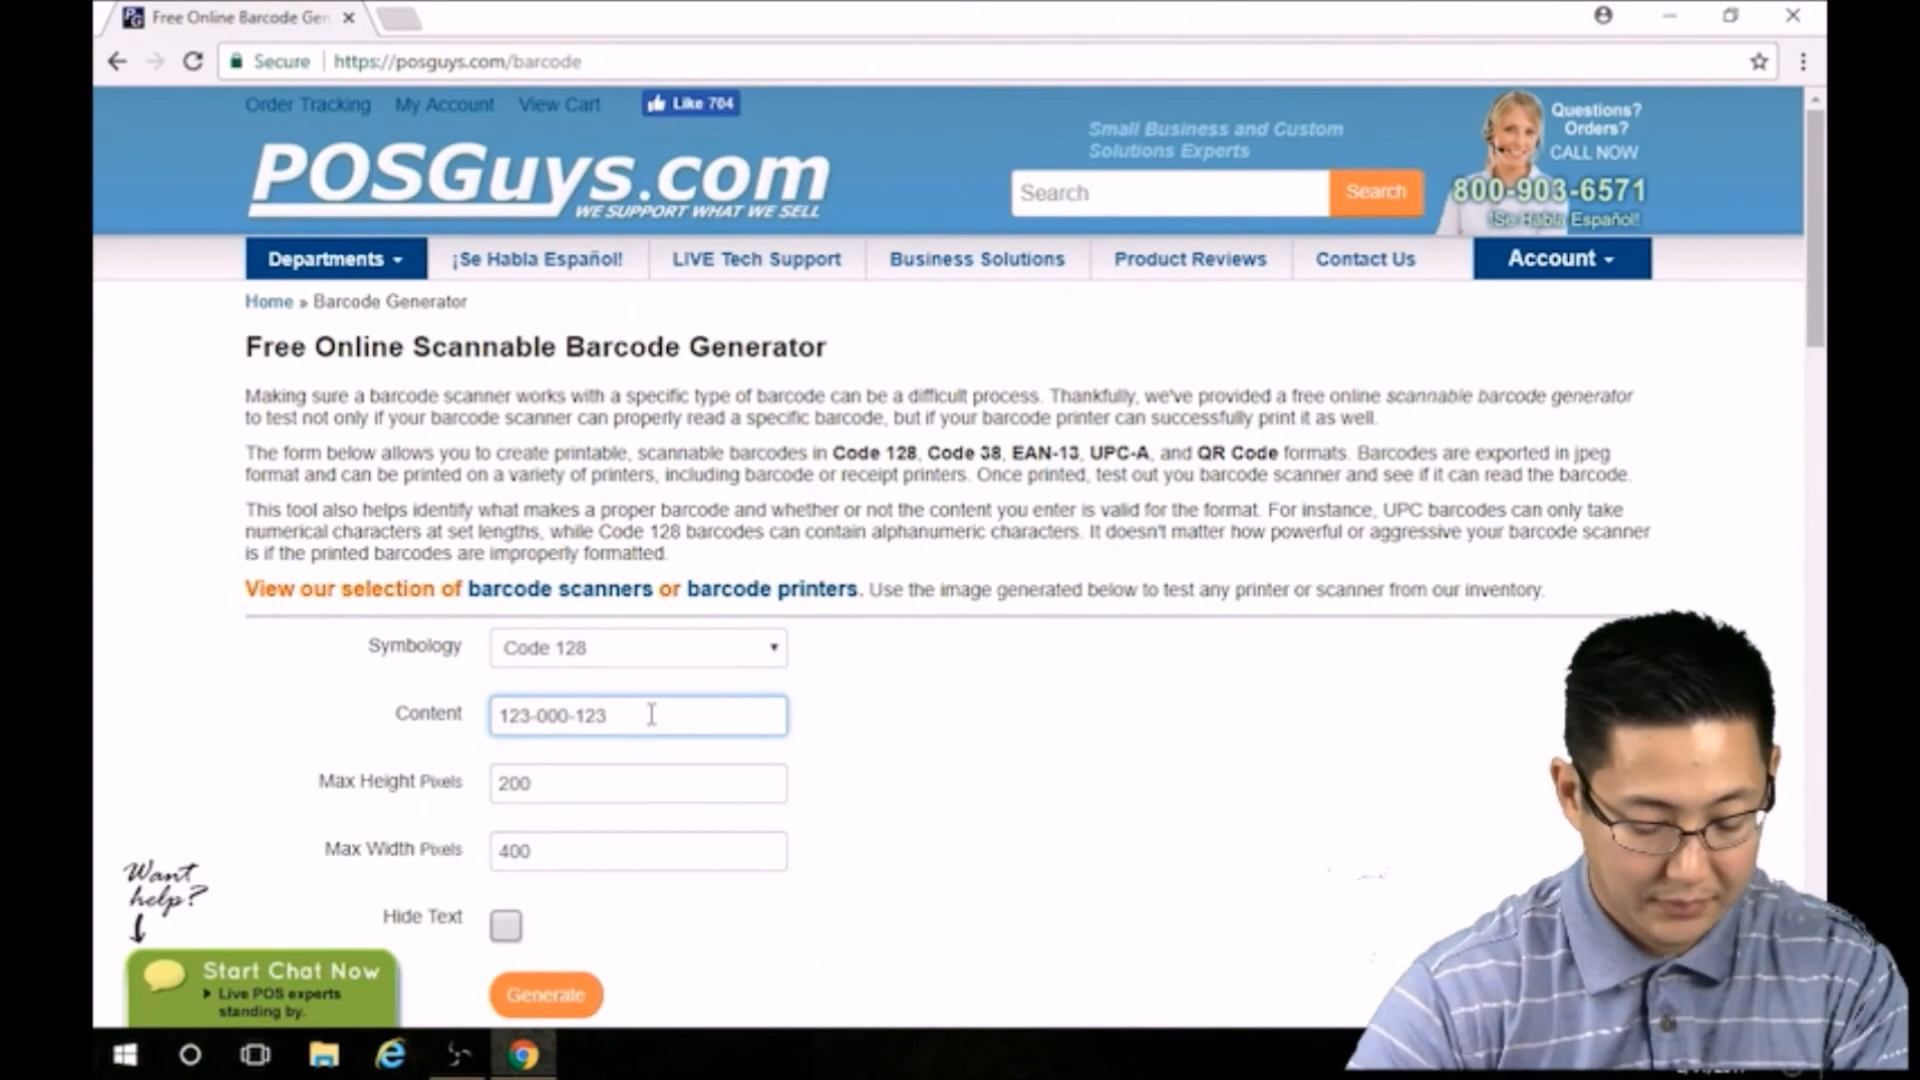 Free Online Barcode Gen
Secure https://posguys.com/barcode
Order Tracking My Account View Cart Like 704
Small Business and Custom
Solutions Experts
Questions?
Orders?
CALL NOW
800-903-6571
¡Se Habla Español!
POSGuys.com
WE SUPPORT WHAT WE SELL
Search Search
Departments ¡Se Habla Español! LIVE Tech Support Business Solutions Product Reviews Contact Us Account
Home » Barcode Generator
Free Online Scannable Barcode Generator
Making sure a barcode scanner works with a specific type of barcode can be a difficult process. Thankfully, we've provided a free online scannable barcode generator
to test not only if your barcode scanner can properly read a specific barcode, but if your barcode printer can successfully print it as well.
The form below allows you to create printable, scannable barcodes in Code 128, Code 38, EAN-13, UPC-A, and QR Code formats. Barcodes are exported in jpeg
format and can be printed on a variety of printers, including barcode or receipt printers. Once printed, test out you barcode scanner and see if it can read the barcode.
This tool also helps identify what makes a proper barcode and whether or not the content you enter is valid for the format. For instance, UPC barcodes can only take
numerical characters at set lengths, while Code 128 barcodes can contain alphanumeric characters. It doesn't matter how powerful or aggressive your barcode scanner
is if the printed barcodes are improperly formatted.
View our selection of barcode scanners or barcode printers. Use the image generated below to test any printer or scanner from our inventory.
Symbology Code 128
Content 123-000-123
Max Height Pixels 200
Max Width Pixels 400
Hide Text
Want
help?
Start Chat Now
Live POS experts
standing by.
Generate